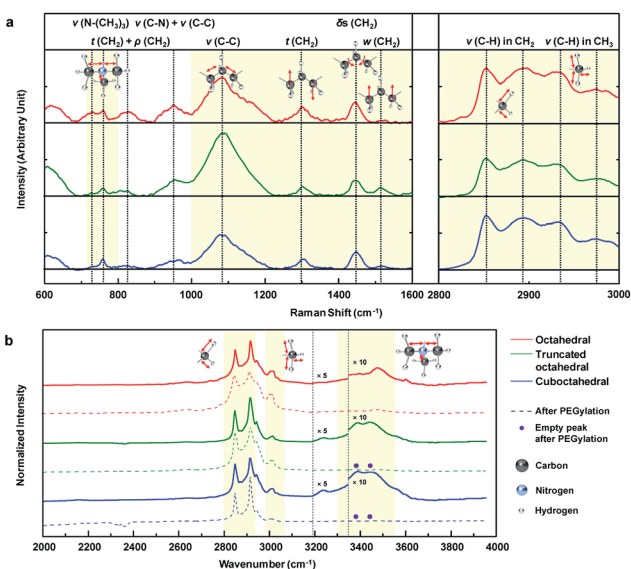 a
ν (N-(CH₃)₃) ν (C-N) + ν (C-C)
δs (CH₂)
t (CH₂) + ρ (CH₂)
ν (C-C)
t (CH₂)
w (CH₂)
ν (C-H) in CH₂
ν (C-H) in CH₃
Intensity (Arbitrary Unit)
600
800
1000
1200
1400
1600
2800
2900
3000
Raman Shift (cm⁻¹)
b
× 5
× 10
× 5
× 10
× 5
× 10
Normalized Intensity
2000
2200
2400
2600
2800
3000
3200
3400
3600
3800
4000
Wavenumber (cm⁻¹)
Octahedral
Truncated
octahedral
Cuboctahedral
After PEGylation
Empty peak
after PEGylation
Carbon
Nitrogen
Hydrogen